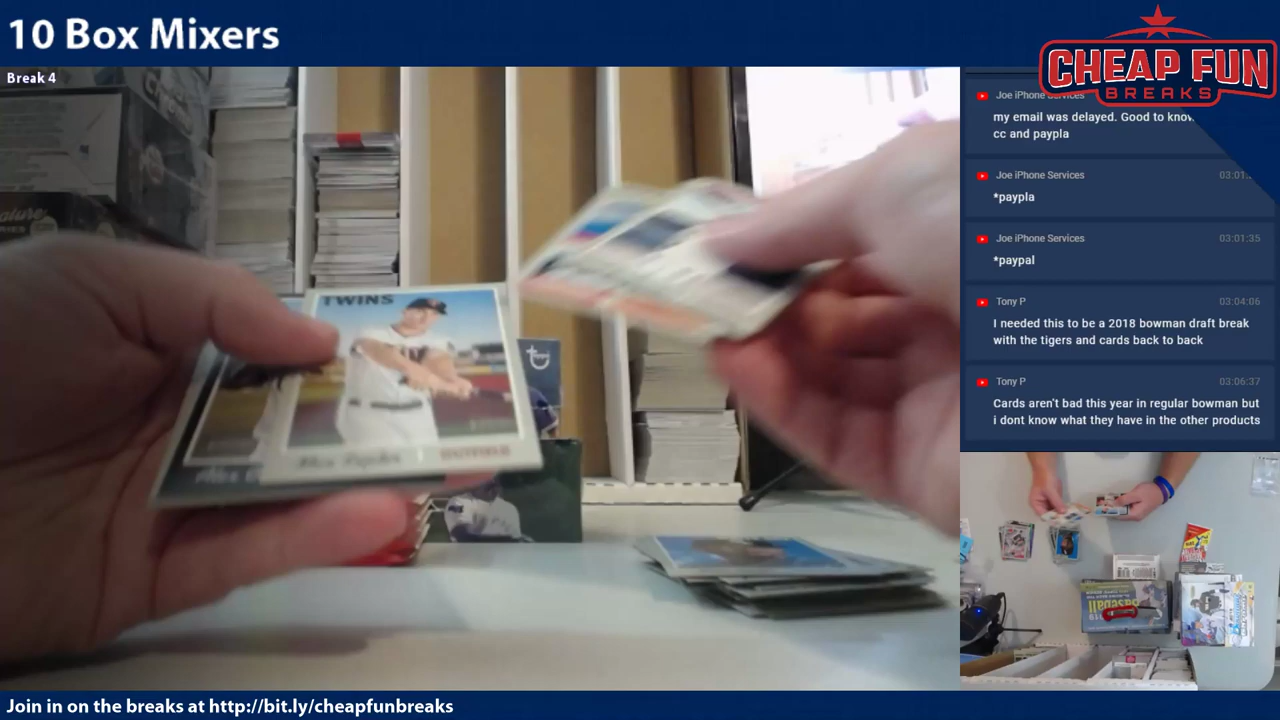 10 Box Mixers
CHEAP FUN
BREAKS
Break 4
Joe iPhone Services
my email was delayed. Good to know
cc and paypla
Joe iPhone Services
*paypla
Joe iPhone Services 03:01:35
*paypal
Tony P 03:04:06
I needed this to be a 2018 bowman draft break
with the tigers and cards back to back
Tony P 03:06:37
Cards aren't bad this year in regular bowman but
i dont know what they have in the other products
TWINS
topps
Baseball
Join in on the breaks at http://bit.ly/cheapfunbreaks